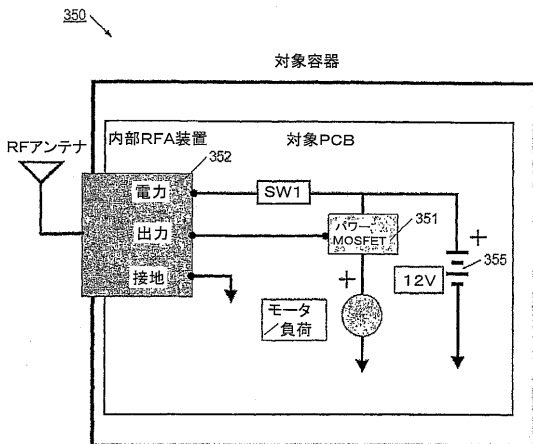 350
対象容器
RFアンテナ
内部RFA装置
対象PCB
352
電力
SW1
出力
パワー
MOSFET
351
+
355
接地
+
12V
モータ
/負荷